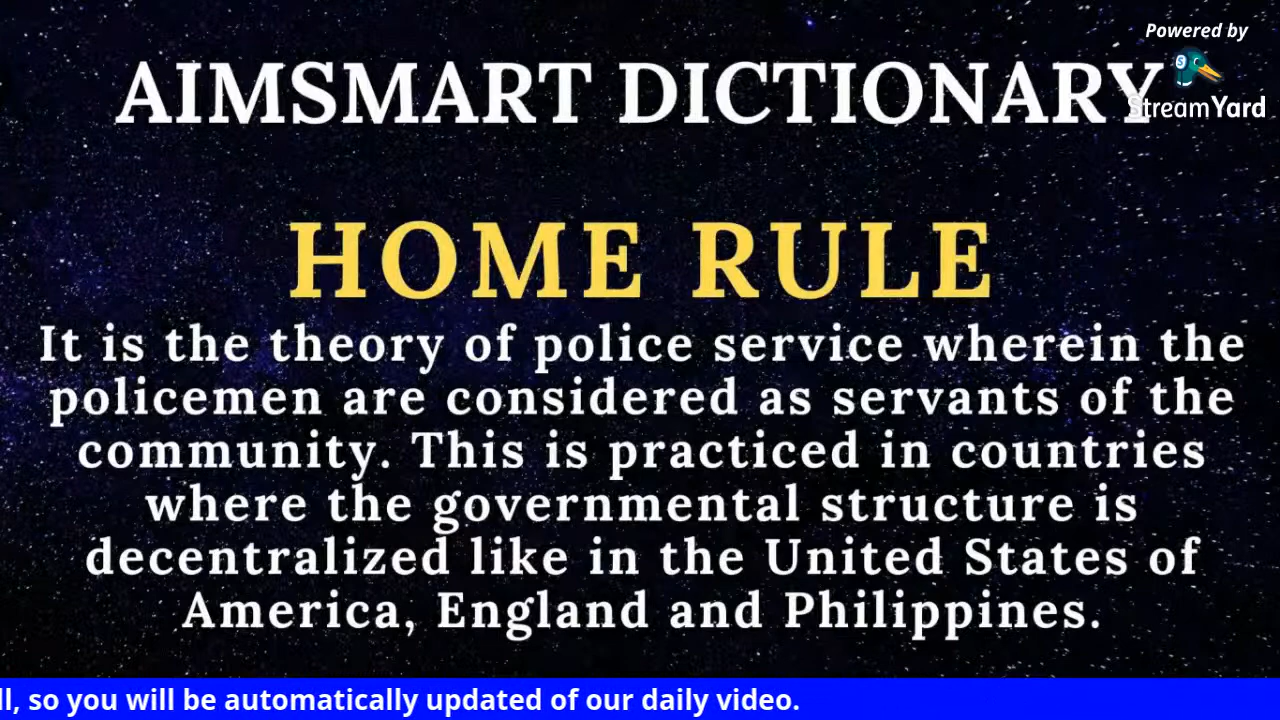 Powered by
AIMSMART DICTIONARY
StreamYard
HOME RULE
It is the theory of police service wherein the
policemen are considered as servants of the
community. This is practiced in countries
where the governmental structure is
decentralized like in the United States of
America, England and Philippines.
ll, so you will be automatically updated of our daily video.